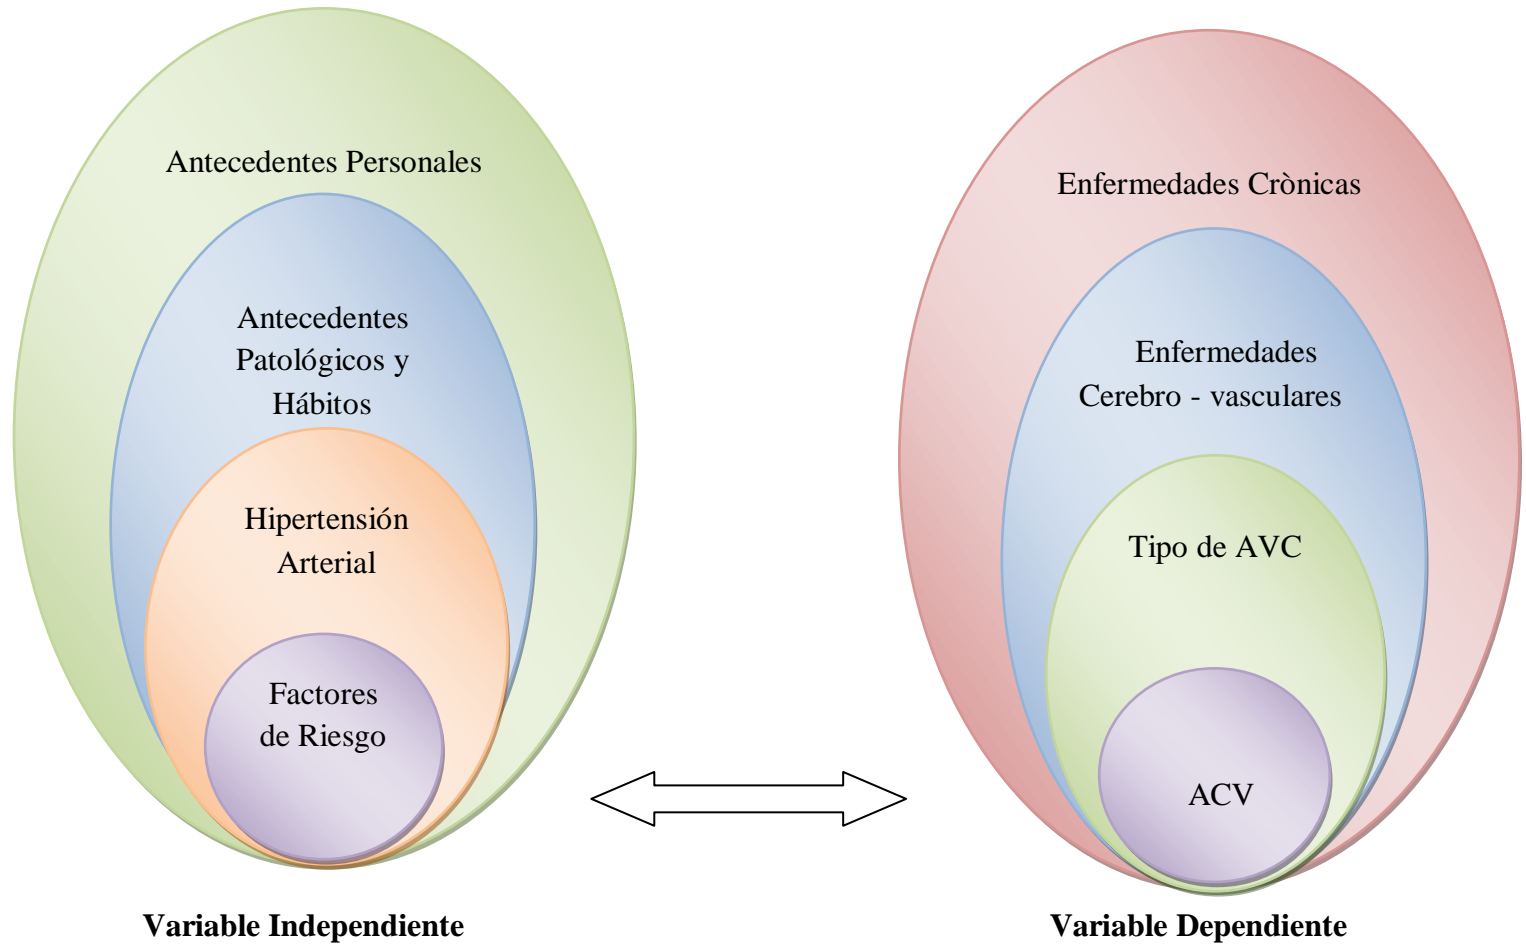 Antecedentes Personales
Antecedentes
Patológicos y
Hábitos
Hipertensión
Arterial
Factores
de Riesgo
Variable Independiente
Enfermedades Crònicas
Enfermedades
Cerebro - vasculares
Tipo de AVC
ACV
Variable Dependiente